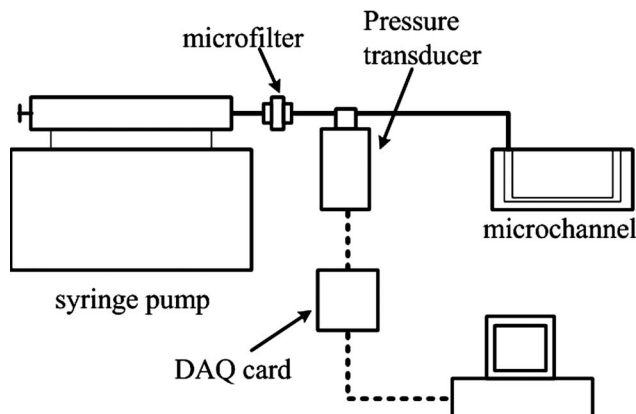 Pressure
transducer
microfilter
microchannel
syringe pump
DAQ card